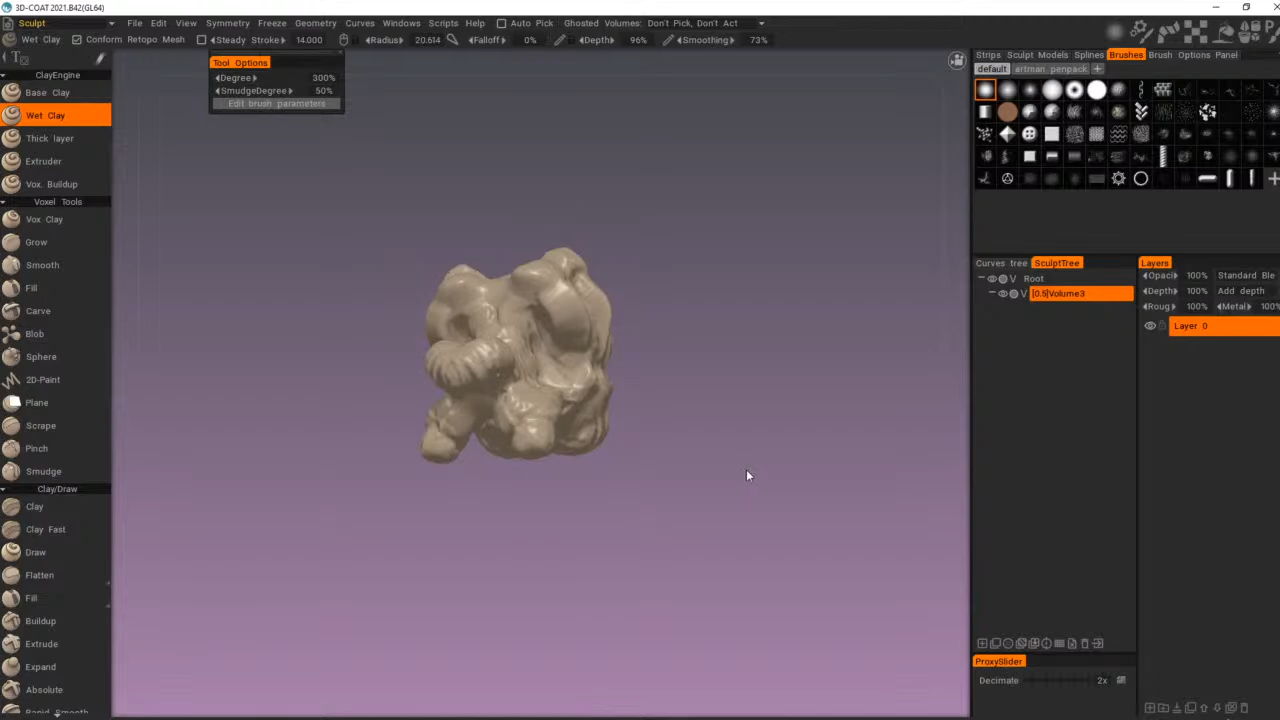 3D-COAT 2021.B42(GL64)
Sculpt File Edit View Symmetry Freeze Geometry Curves Windows Scripts Help Auto Pick Ghosted Volumes: Don't Pick, Don't Act
Wet Clay Conform Retopo Mesh Steady Stroke 14.000 Radius 20.614 Falloff 0% Depth 96% Smoothing 73%
Tool Options
Degree 300%
SmudgeDegree 50%
Edit brush parameters
ClayEngine
Base Clay
Wet Clay
Thick layer
Extruder
Vox. Buildup
Voxel Tools
Vox Clay
Grow
Smooth
Fill
Carve
Blob
Sphere
2D-Paint
Plane
Scrape
Pinch
Smudge
Clay/Draw
Clay
Clay Fast
Draw
Flatten
Fill
Buildup
Extrude
Expand
Absolute
Rapid Smooth
Strips Sculpt Models Splines Brushes Brush Options Panel
default artman penpack +
Curves tree SculptTree
V Root
V [0.5]Volume3
ProxySlider
Decimate 2x
Layers
Opaci 100% Standard Ble
Depth 100% Add depth
Roug 100% Metal 100%
Layer 0